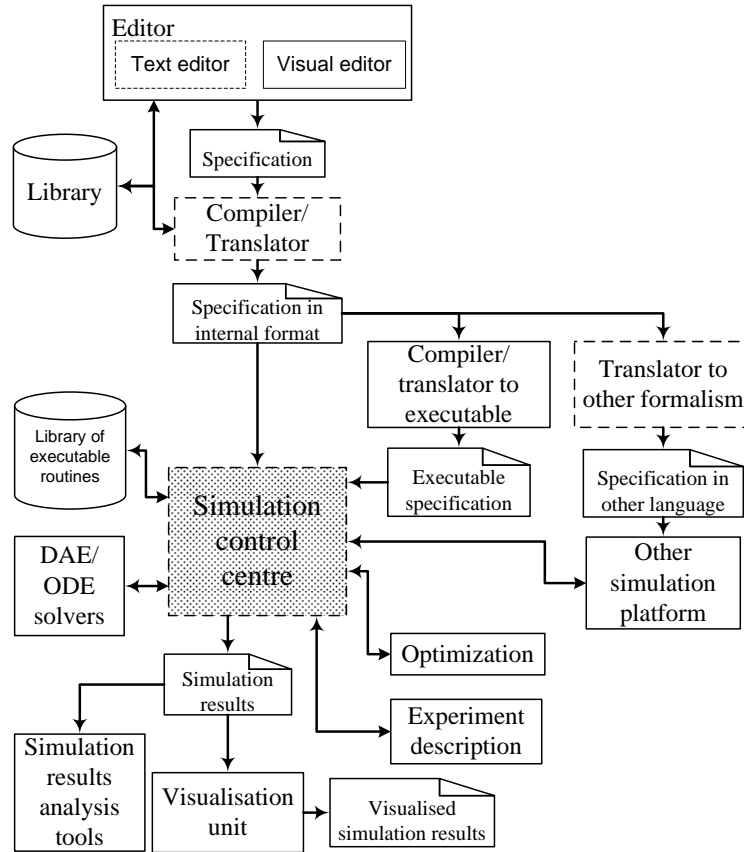 Editor
Text editor
Visual editor
Specification
Library
Compiler/
Translator
Specification in
internal format
Compiler/
translator to
executable
Translator to
other formalism
Library of
executable
routines
Executable
specification
Specification in
other language
Simulation
control
centre
DAE/
ODE
solvers
Other
simulation
platform
Optimization
Simulation
results
Experiment
description
Simulation
results
analysis
tools
Visualisation
unit
Visualised
simulation results